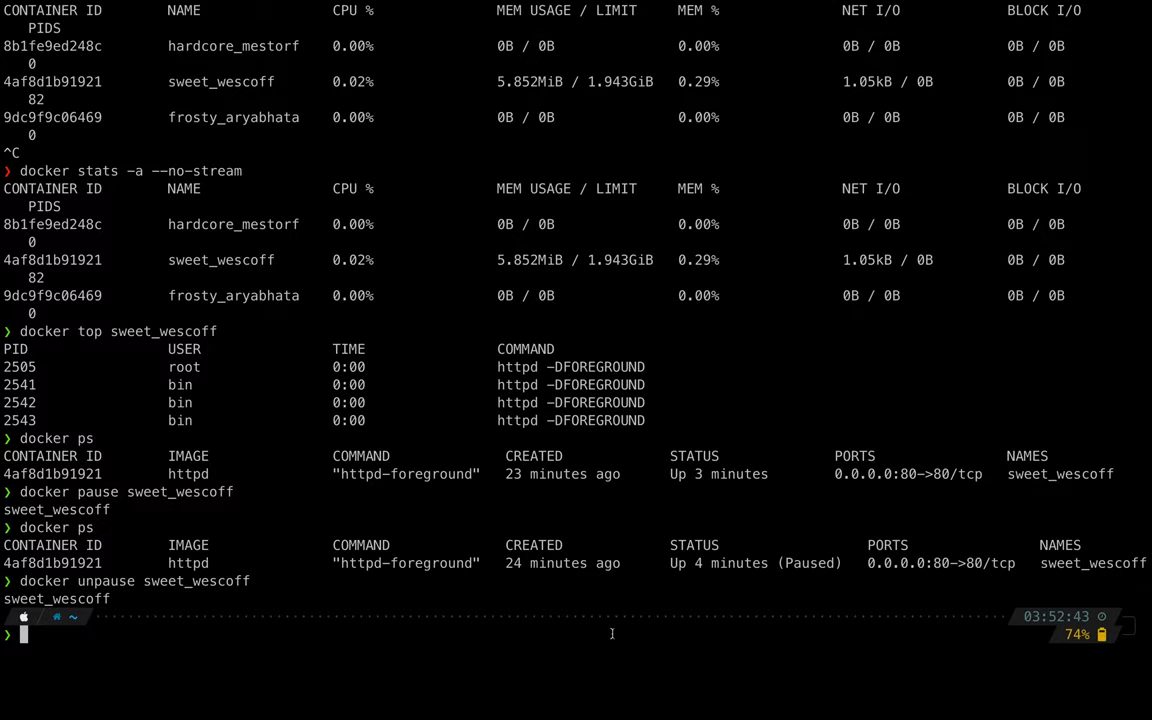 CONTAINER ID NAME CPU % MEM USAGE / LIMIT MEM % NET I/O BLOCK I/O
PIDS
8b1fe9ed248c hardcore_mestorf 0.00% 0B / 0B 0.00% 0B / 0B 0B / 0B
0
4af8d1b91921 sweet_wescoff 0.02% 5.852MiB / 1.943GiB 0.29% 1.05kB / 0B 0B / 0B
82
9dc9f9c06469 frosty_aryabhata 0.00% 0B / 0B 0.00% 0B / 0B 0B / 0B
0
^C
❯ docker stats -a --no-stream
CONTAINER ID NAME CPU % MEM USAGE / LIMIT MEM % NET I/O BLOCK I/O
PIDS
8b1fe9ed248c hardcore_mestorf 0.00% 0B / 0B 0.00% 0B / 0B 0B / 0B
0
4af8d1b91921 sweet_wescoff 0.02% 5.852MiB / 1.943GiB 0.29% 1.05kB / 0B 0B / 0B
82
9dc9f9c06469 frosty_aryabhata 0.00% 0B / 0B 0.00% 0B / 0B 0B / 0B
0
❯ docker top sweet_wescoff
PID USER TIME COMMAND
2505 root 0:00 httpd -DFOREGROUND
2541 bin 0:00 httpd -DFOREGROUND
2542 bin 0:00 httpd -DFOREGROUND
2543 bin 0:00 httpd -DFOREGROUND
❯ docker ps
CONTAINER ID IMAGE COMMAND CREATED STATUS PORTS NAMES
4af8d1b91921 httpd "httpd-foreground" 23 minutes ago Up 3 minutes 0.0.0.0:80->80/tcp sweet_wescoff
❯ docker pause sweet_wescoff
sweet_wescoff
❯ docker ps
CONTAINER ID IMAGE COMMAND CREATED STATUS PORTS NAMES
4af8d1b91921 httpd "httpd-foreground" 24 minutes ago Up 4 minutes (Paused) 0.0.0.0:80->80/tcp sweet_wescoff
❯ docker unpause sweet_wescoff
sweet_wescoff
~ 03:52:43
❯ 74%